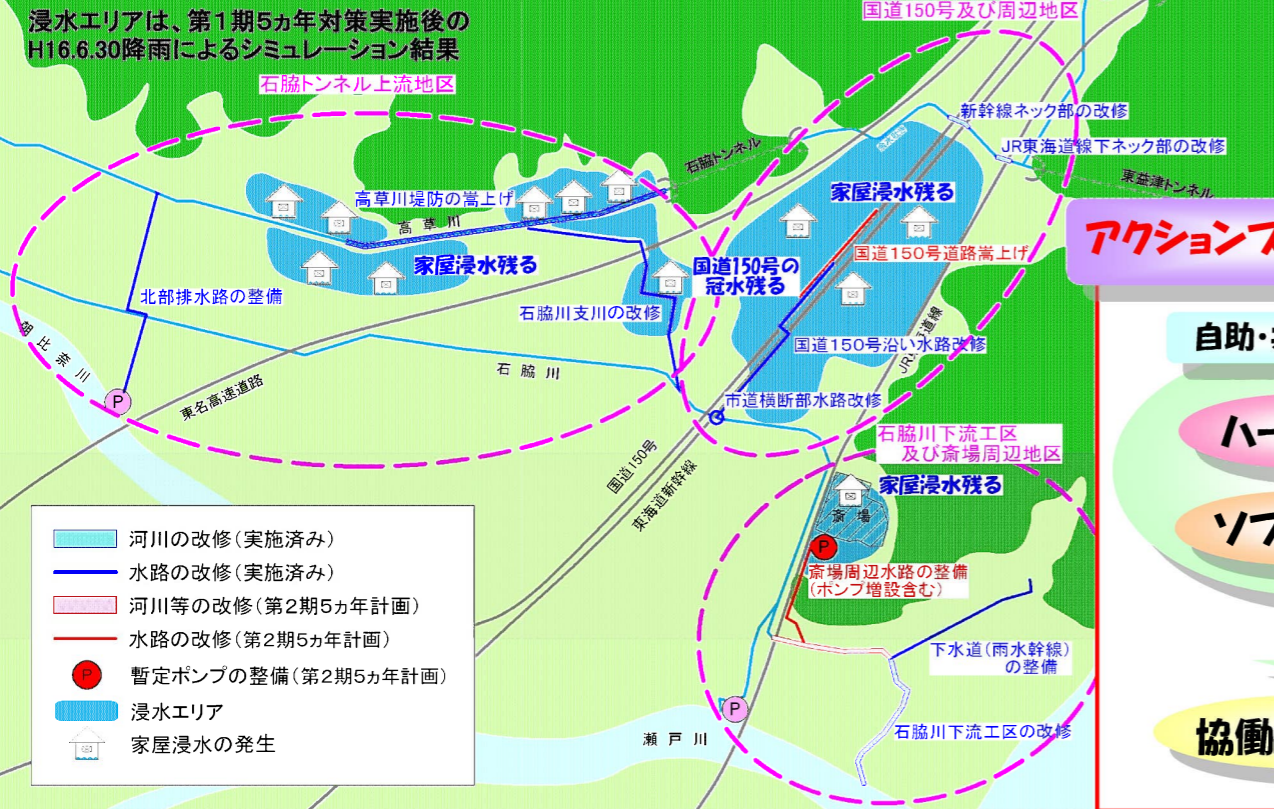 浸水エリアは、第1期5ヵ年対策実施後の
H16.6.30降雨によるシミュレーション結果
国道150号及び周辺地区
石脇トンネル上流地区
新幹線ネック部の改修
JR東海道線下ネック部の改修
石脇トンネル
東益津トンネル
高草川堤防の嵩上げ
高草川
家屋浸水残る
家屋浸水残る
国道150号道路嵩上げ
国道150号の
冠水残る
北部排水路の整備
石脇川支川の改修
国道150号沿い水路改修
朝比奈川
P
東名高速道路
石脇川
市道横断部水路改修
石脇川下流工区
及び斎場周辺地区
国道150号
東海道新幹線
家屋浸水残る
斎場
P
斎場周辺水路の整備
(ポンプ増設含む)
下水道(雨水幹線)
の整備
P
瀬戸川
石脇川下流工区の改修
河川の改修(実施済み)
水路の改修(実施済み)
河川等の改修(第2期5ヵ年計画)
水路の改修(第2期5ヵ年計画)
P
暫定ポンプの整備(第2期5ヵ年計画)
浸水エリア
家屋浸水の発生
アクションプ
自助・
ハー
ソフ
協働